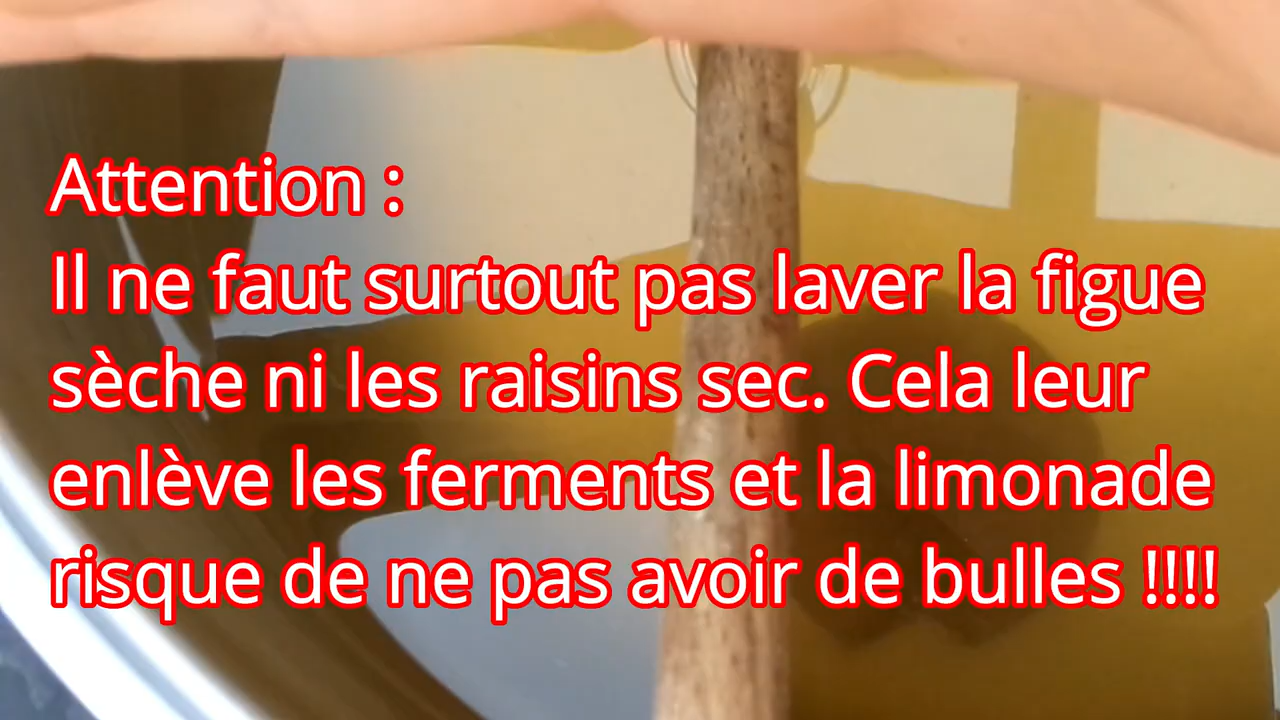 Attention :
Il ne faut surtout pas laver la figue
sèche ni les raisins sec. Cela leur
enlève les ferments et la limonade
risque de ne pas avoir de bulles !!!!